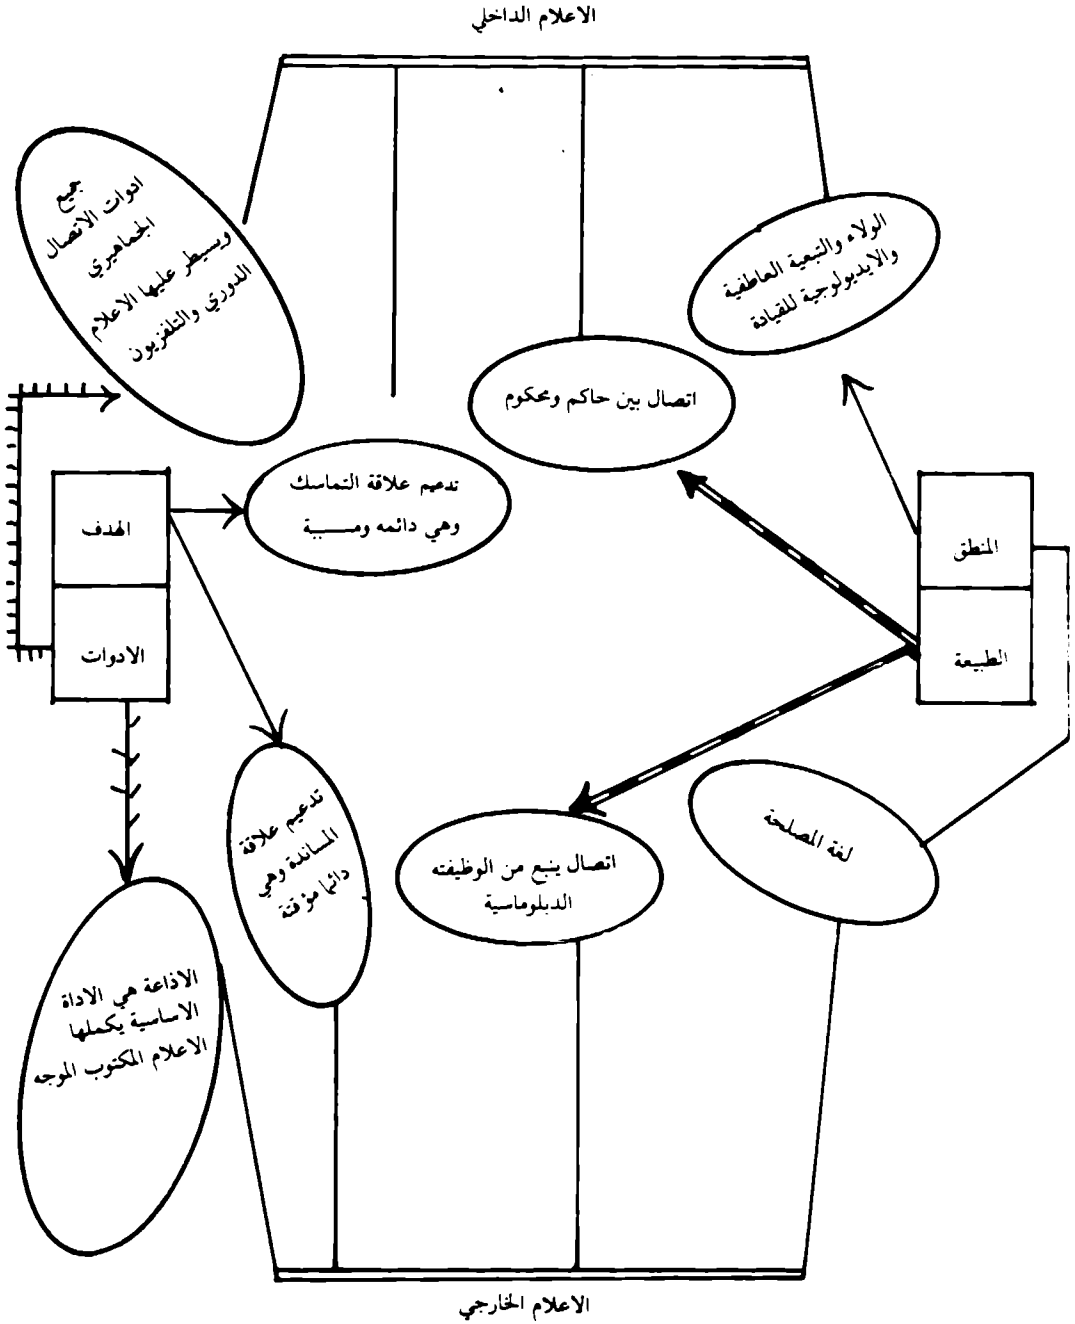 الاعلام الداخلي
الولاء والتبعية العاطفية
والايديولوجية للقيادة
اتصال بين حاكم ومحكوم
جميع
ادوات الاتصال
الجماهيري
ويسيطر عليها الاعلام
الدوري والتلفزيون
تدعيم علاقة التماسك
وهي دائمه
المنطق
الطبيعة
الهدف
الادوات
لغة المصلحة
اتصال ينبع من الوظيفته
الدبلوماسية
تدعيم علاقة
المساندة وهي
دائما مؤقتة
الاذاعة هي الاداة
الاساسية يكملها
الاعلام المكتوب الموجه
الاعلام الخارجي